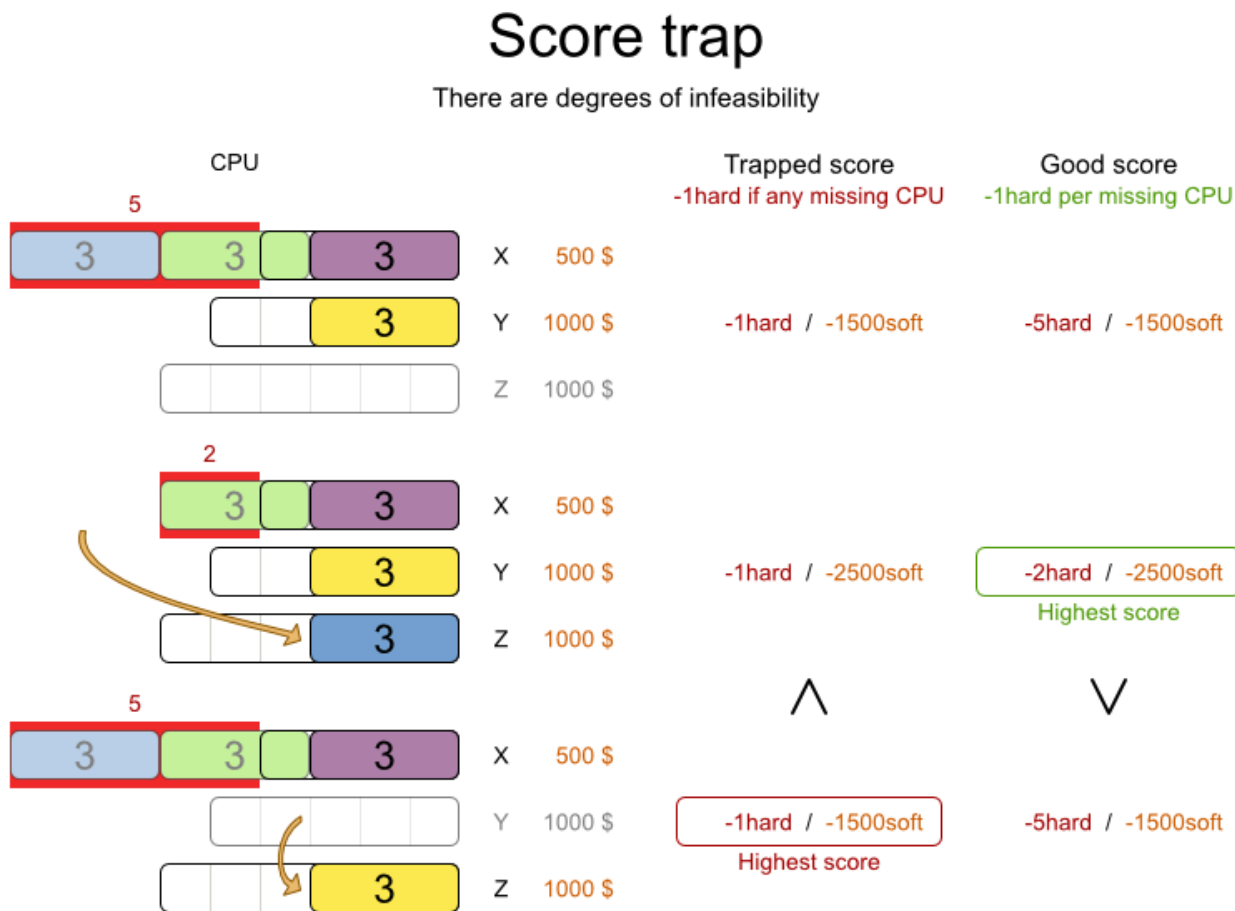 Score trap
There are degrees of infeasibility
CPU Trapped score Good score
-1hard if any missing CPU -1hard per missing CPU
5
3 3 3 X 500 $
3 Y 1000 $ -1hard / -1500soft -5hard / -1500soft
Z 1000 $
2
3 3 X 500 $
3 Y 1000 $ -1hard / -2500soft -2hard / -2500soft
Highest score
3 Z 1000 $
5
3 3 3 X 500 $
Y 1000 $ -1hard / -1500soft -5hard / -1500soft
Highest score
3 Z 1000 $